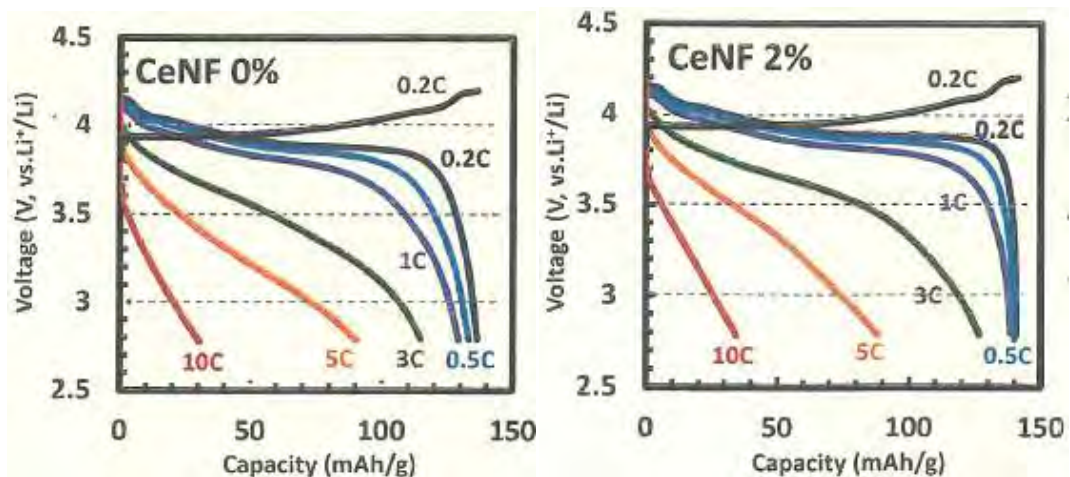 4.5
4
3.5
3
2.5
Voltage (V, vs.Li⁺/Li)
CeNF 0%
0.2C
0.2C
1C
10C
5C
3C
0.5C
0
50
100
150
Capacity (mAh/g)
4.5
4
3.5
3
2.5
Voltage (V, vs.Li⁺/Li)
CeNF 2%
0.2C
0.2C
1C
3C
10C
5C
0.5C
0
50
100
150
Capacity (mAh/g)